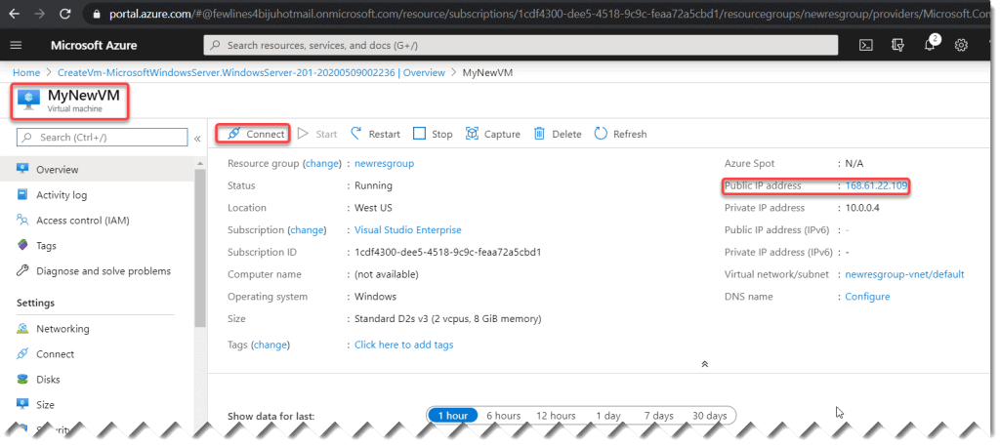 portal.azure.com/#@fewlines4bijuhotmail.onmicrosoft.com/resource/subscriptions/1cdf4300-dee5-4518-9c9c-feaa72a5cbd1/resourcegroups/newresgroup/providers/Microsoft.Com
Microsoft Azure
Search resources, services, and docs (G+/)
2
Home > CreateVm-MicrosoftWindowsServer.WindowsServer-201-20200509002236 | Overview > MyNewVM
MyNewVM
Virtual machine
Search (Ctrl+/)
«
Connect Start Restart Stop Capture Delete Refresh
Overview
Activity log
Access control (IAM)
Tags
Diagnose and solve problems
Settings
Networking
Connect
Disks
Size
Security
Resource group (change) : newresgroup
Status : Running
Location : West US
Subscription (change) : Visual Studio Enterprise
Subscription ID : 1cdf4300-dee5-4518-9c9c-feaa72a5cbd1
Computer name : (not available)
Operating system : Windows
Size : Standard D2s v3 (2 vcpus, 8 GiB memory)
Tags (change) : Click here to add tags
Azure Spot : N/A
Public IP address : 168.61.22.109
Private IP address : 10.0.0.4
Public IP address (IPv6) : -
Private IP address (IPv6) : -
Virtual network/subnet : newresgroup-vnet/default
DNS name : Configure
Show data for last: 1 hour 6 hours 12 hours 1 day 7 days 30 days